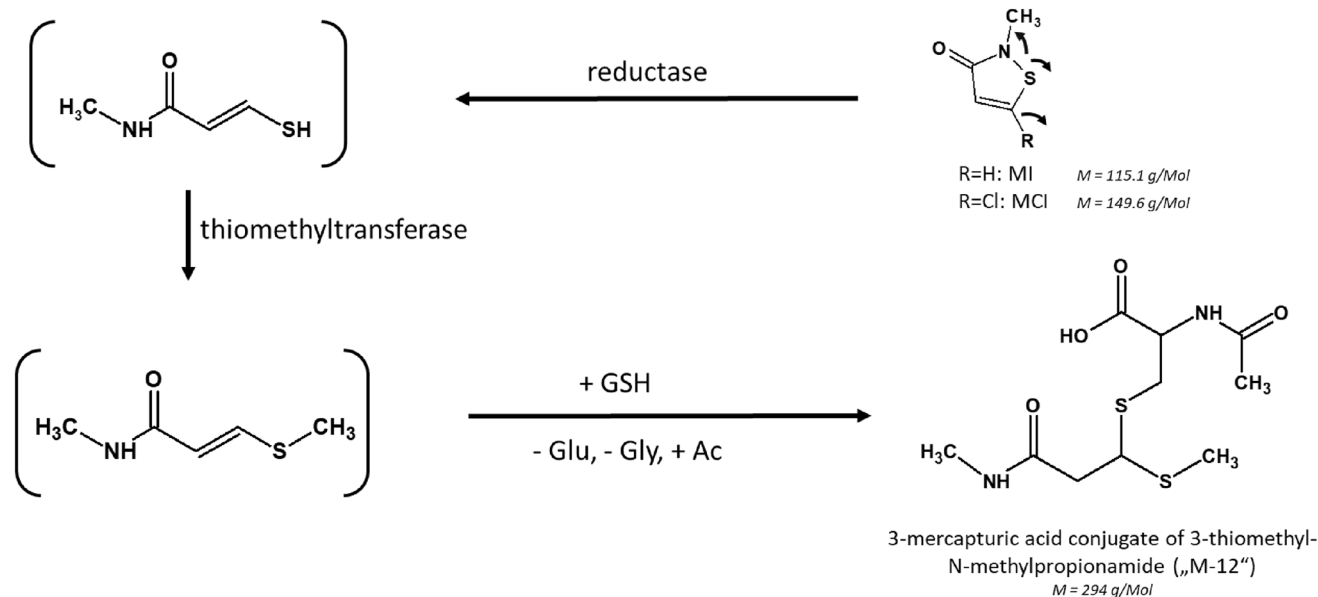 O
H₃C
NH
SH
reductase
CH₃
O
N
S
R
R=H: MI M = 115.1 g/Mol
R=Cl: MCI M = 149.6 g/Mol
thiomethyltransferase
O
H₃C
NH
S
CH₃
+ GSH
- Glu, - Gly, + Ac
O
HO
NH
O
CH₃
S
O
H₃C
NH
S
CH₃
3-mercapturic acid conjugate of 3-thiomethyl-
N-methylpropionamide („M-12“)
M = 294 g/Mol